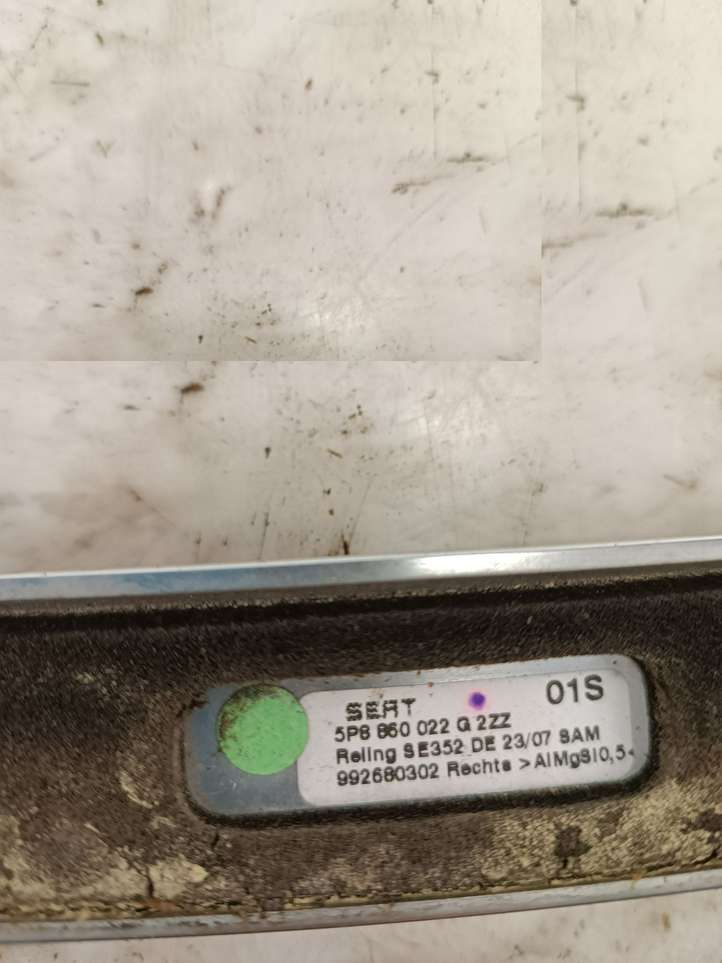 SEAT 01S
5P8 860 022 G 2ZZ
Reling SE352 DE 23/07 SAM
992680302 Rechts >AlMgSi0,5<